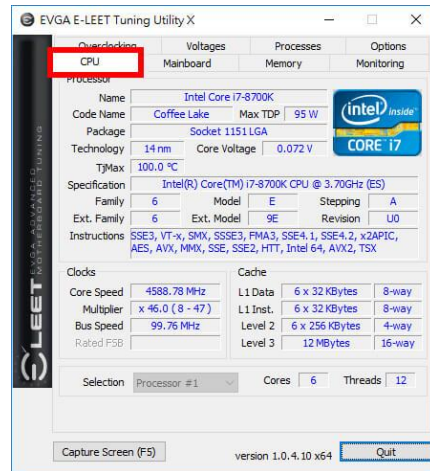 EVGA E-LEET Tuning Utility X
Overclocking Voltages Processes Options
CPU Mainboard Memory Monitoring
Processor
Name Intel Core i7-8700K
Code Name Coffee Lake Max TDP 95 W
Package Socket 1151 LGA
Technology 14 nm Core Voltage 0.072 V
TjMax 100.0 ºC
Specification Intel(R) Core(TM) i7-8700K CPU @ 3.70GHz (ES)
Family 6 Model E Stepping A
Ext. Family 6 Ext. Model 9E Revision U0
Instructions SSE3, VT-x, SMX, SSSE3, FMA3, SSE4.1, SSE4.2, x2APIC,
AES, AVX, MMX, SSE, SSE2, HTT, Intel 64, AVX2, TSX
intel inside™
CORE™ i7
Clocks
Core Speed 4588.78 MHz
Multiplier x 46.0 ( 8 - 47 )
Bus Speed 99.76 MHz
Rated FSB
Cache
L1 Data 6 x 32 KBytes 8-way
L1 Inst. 6 x 32 KBytes 8-way
Level 2 6 x 256 KBytes 4-way
Level 3 12 MBytes 16-way
Selection Processor #1 Cores 6 Threads 12
Capture Screen (F5) version 1.0.4.10 x64 Quit
E-LEET
EVGA ADVANCED
MOTHERBOARD TUNING